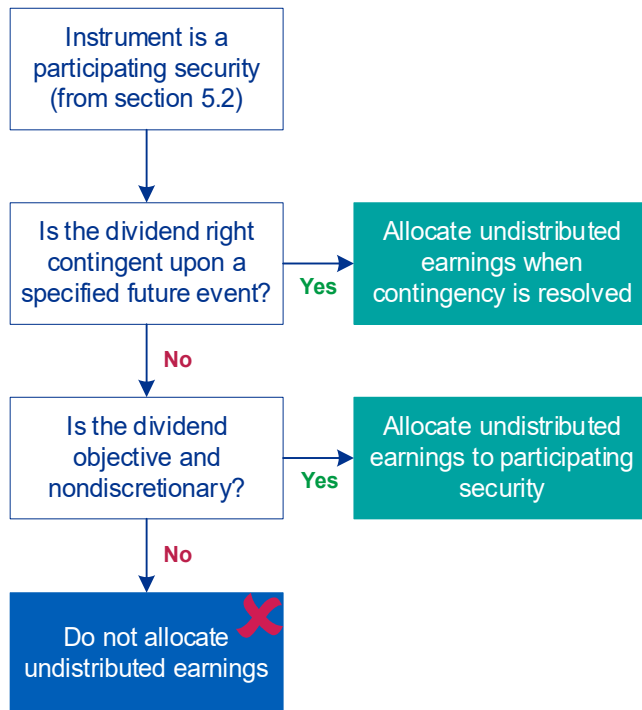 Instrument is a
participating security
(from section 5.2)
Is the dividend right
contingent upon a
specified future event?
Yes
Allocate undistributed
earnings when
contingency is resolved
No
Is the dividend
objective and
nondiscretionary?
Yes
Allocate undistributed
earnings to participating
security
No
Do not allocate
undistributed earnings